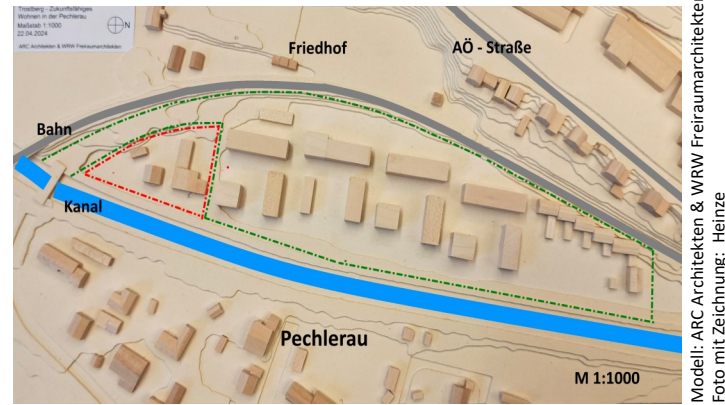 Trostberg - Zukunftsfähiges
Wohnen in der Pechlerau
Maßstab 1:1000
22.04.2024
N
ARC Architekten & WRW Freiraumarchitekten
Friedhof
AÖ - Straße
Bahn
Kanal
Pechlerau
M 1:1000
Modell: ARC Architekten & WRW Freiraumarchitekten
Foto mit Zeichnung: Heinze